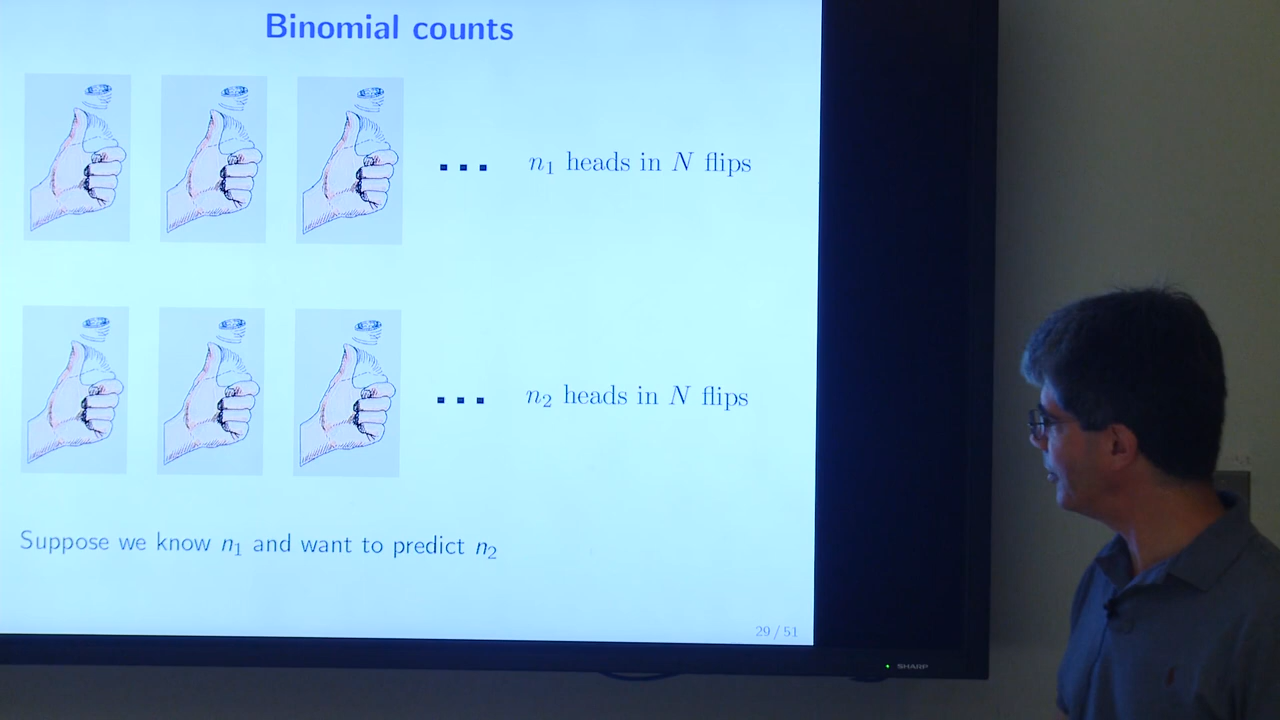 Binomial counts
n₁ heads in N flips
n₂ heads in N flips
Suppose we know n₁ and want to predict n₂
29 / 51
SHARP